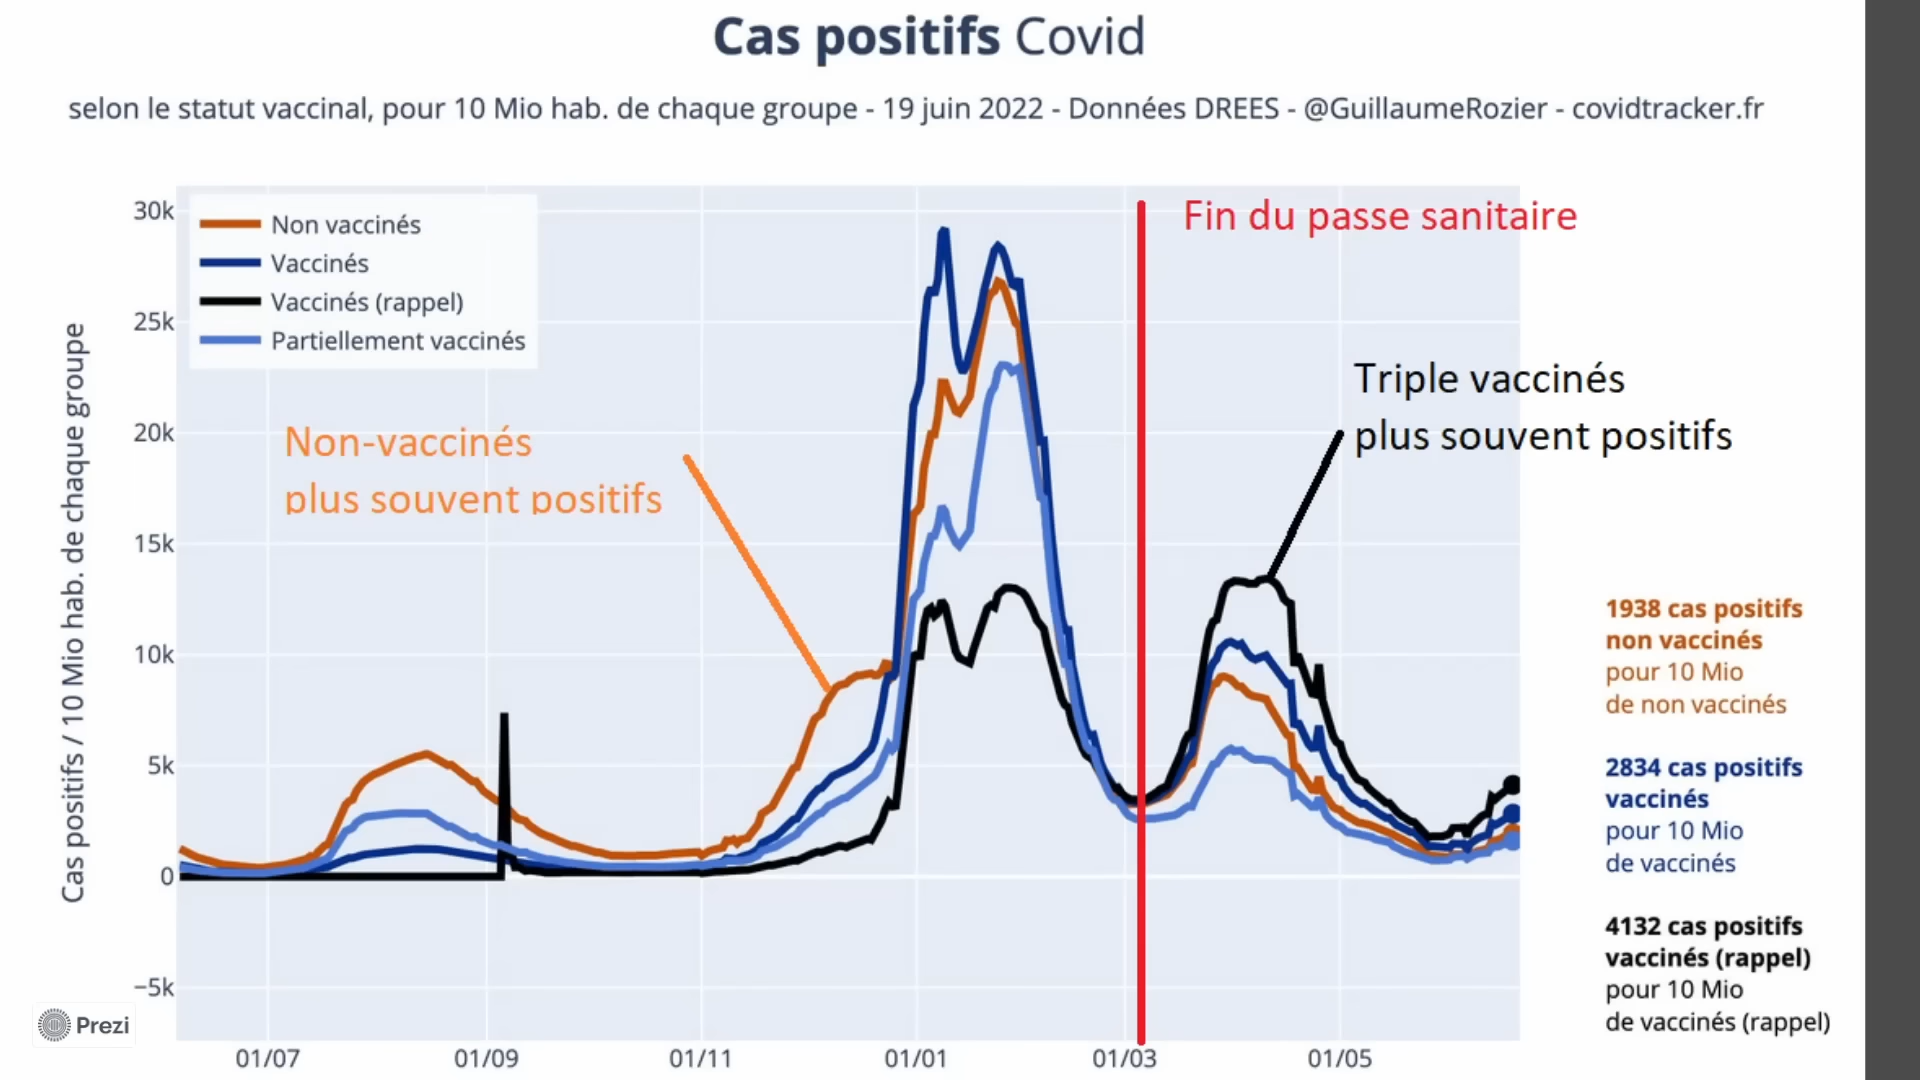 Cas positifs Covid
selon le statut vaccinal, pour 10 Mio hab. de chaque groupe - 19 juin 2022 - Données DREES - @GuillaumeRozier - covidtracker.fr
Cas positifs / 10 Mio hab. de chaque groupe
30k
25k
20k
15k
10k
5k
0
−5k
Non vaccinés
Vaccinés
Vaccinés (rappel)
Partiellement vaccinés
Non-vaccinés
plus souvent positifs
Fin du passe sanitaire
Triple vaccinés
plus souvent positifs
1938 cas positifs
non vaccinés
pour 10 Mio
de non vaccinés
2834 cas positifs
vaccinés
pour 10 Mio
de vaccinés
4132 cas positifs
vaccinés (rappel)
pour 10 Mio
de vaccinés (rappel)
01/07
01/09
01/11
01/01
01/03
01/05
Prezi